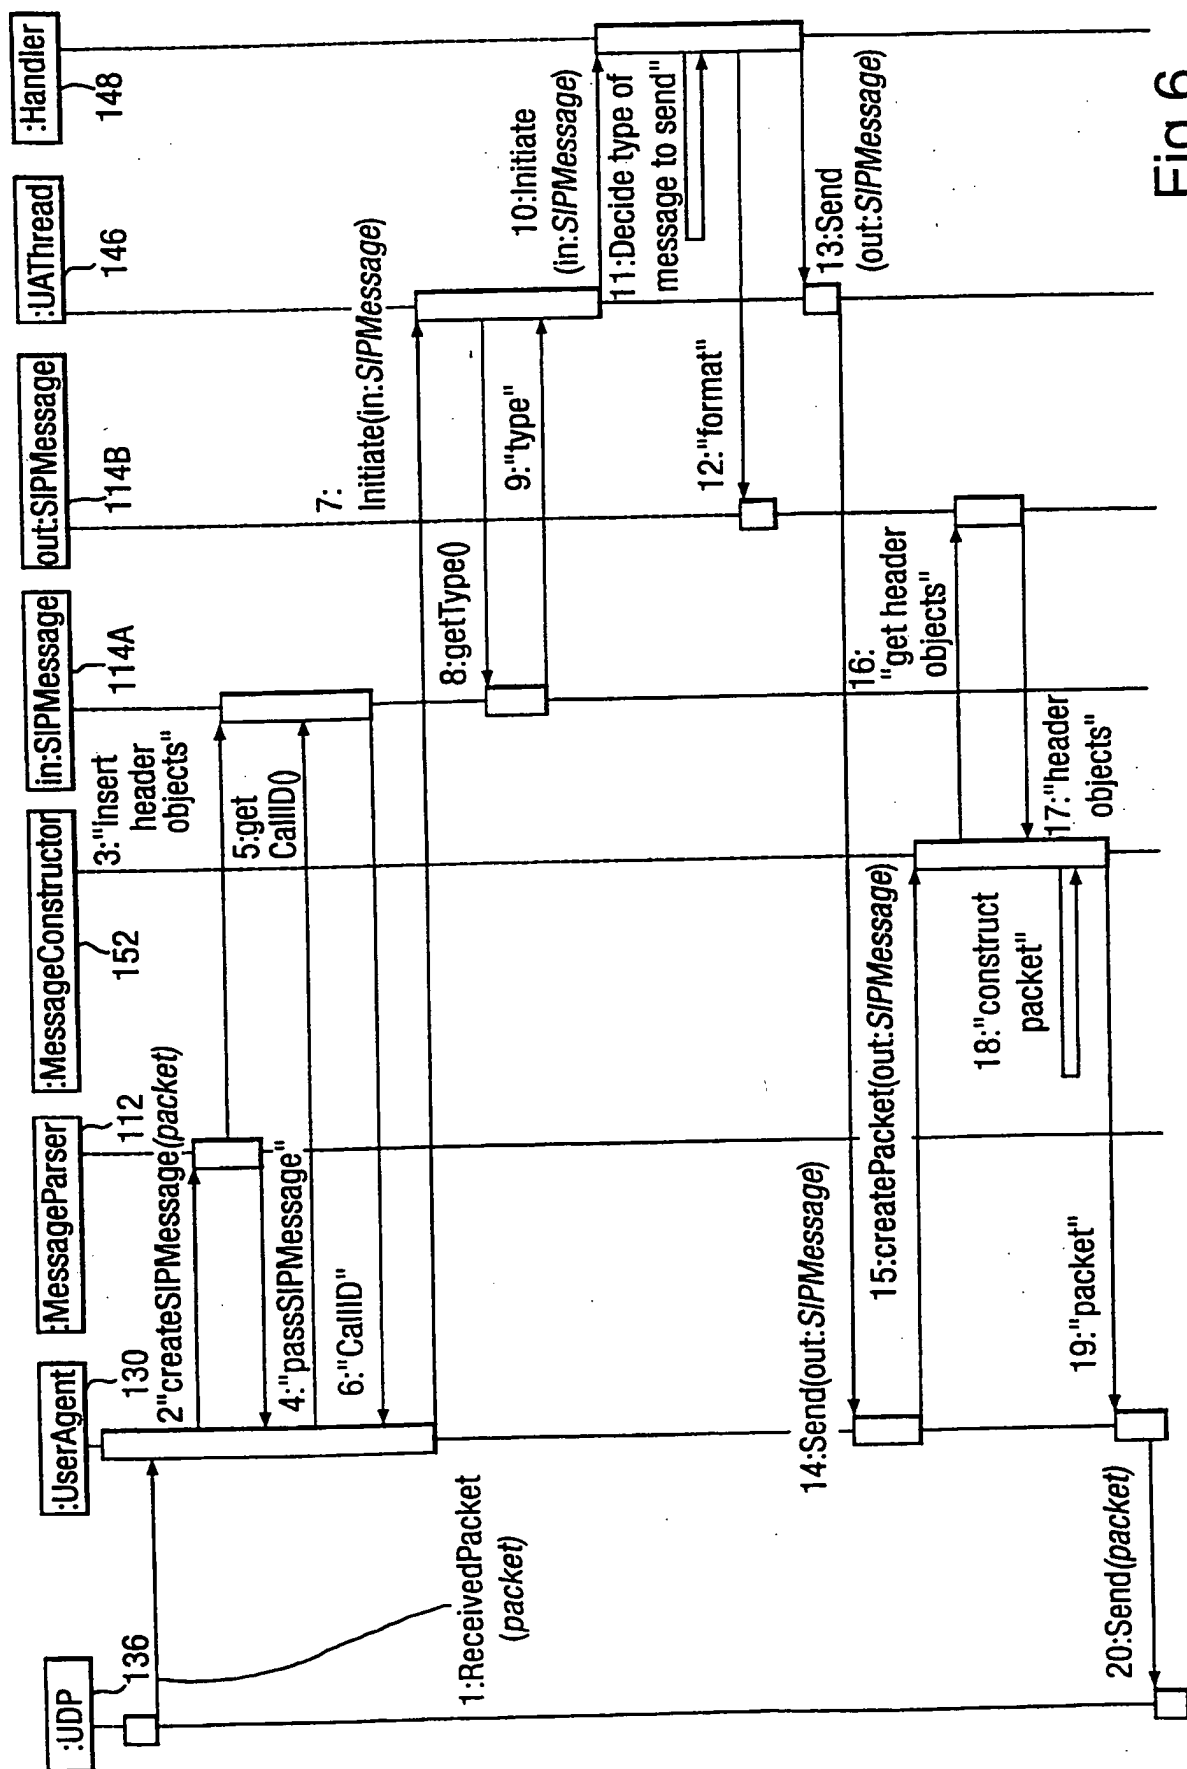 :UDP
136
:UserAgent
130
:MessageParser
112
:MessageConstructor
152
in:SIPMessage
114A
out:SIPMessage
114B
:UAThread
146
:Handler
148
1:ReceivedPacket
(packet)
2"createSIPMessage(packet)
3:"insert
header
objects"
4:"passSIPMessage"
5:get
CallID()
6:"CallID"
7:
Initiate(in:SIPMessage)
8:getType()
9:"type"
10:Initiate
(in:SIPMessage)
11:Decide type of
message to send"
12:"format"
13:Send
(out:SIPMessage)
14:Send(out:SIPMessage)
15:createPacket(out:SIPMessage)
16:
"get header
objects"
17:"header
objects"
18:"construct
packet"
19:"packet"
20:Send(packet)
Fig 6